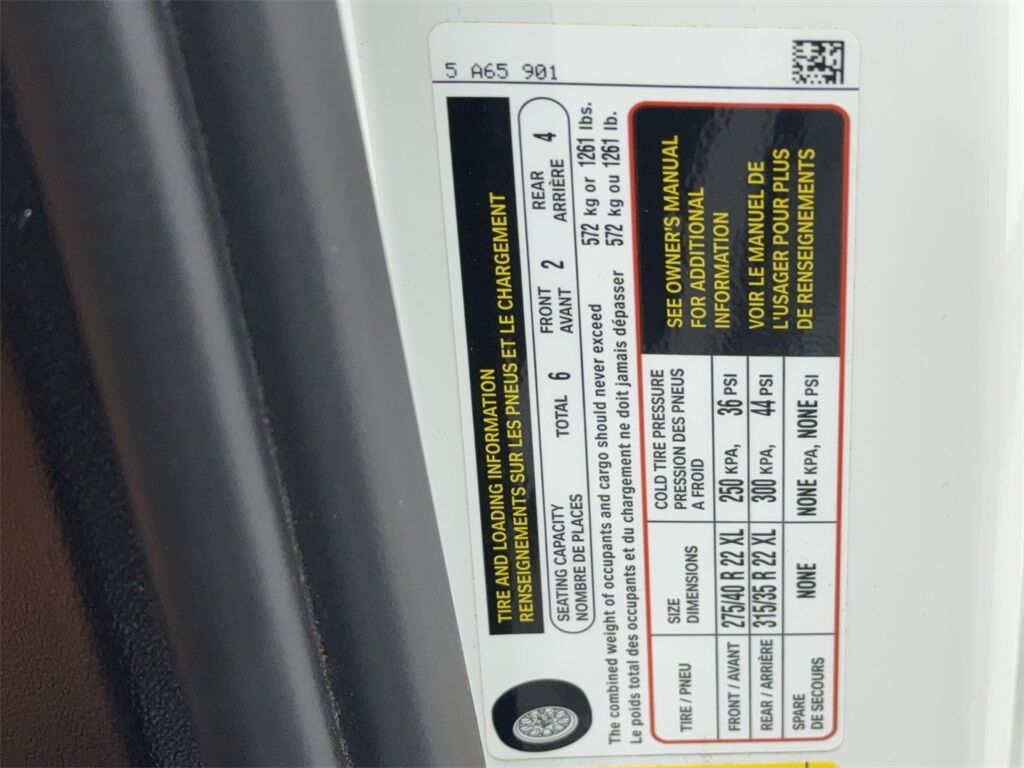 5 A65 901
TIRE AND LOADING INFORMATION
RENSEIGNEMENTS SUR LES PNEUS ET LE CHARGEMENT
SEATING CAPACITY
NOMBRE DE PLACES
TOTAL 6
FRONT
AVANT 2
REAR
ARRIÈRE 4
The combined weight of occupants and cargo should never exceed 572 kg or 1261 lbs.
Le poids total des occupants et du chargement ne doit jamais dépasser 572 kg ou 1261 lb.
TIRE / PNEU
SIZE
DIMENSIONS
COLD TIRE PRESSURE
PRESSION DES PNEUS
A FROID
FRONT / AVANT 275/40 R 22 XL 250 KPA, 36 PSI
REAR / ARRIÈRE 315/35 R 22 XL 300 KPA, 44 PSI
SPARE
DE SECOURS
NONE NONE KPA, NONE PSI
SEE OWNER'S MANUAL
FOR ADDITIONAL
INFORMATION
VOIR LE MANUEL DE
L'USAGER POUR PLUS
DE RENSEIGNEMENTS